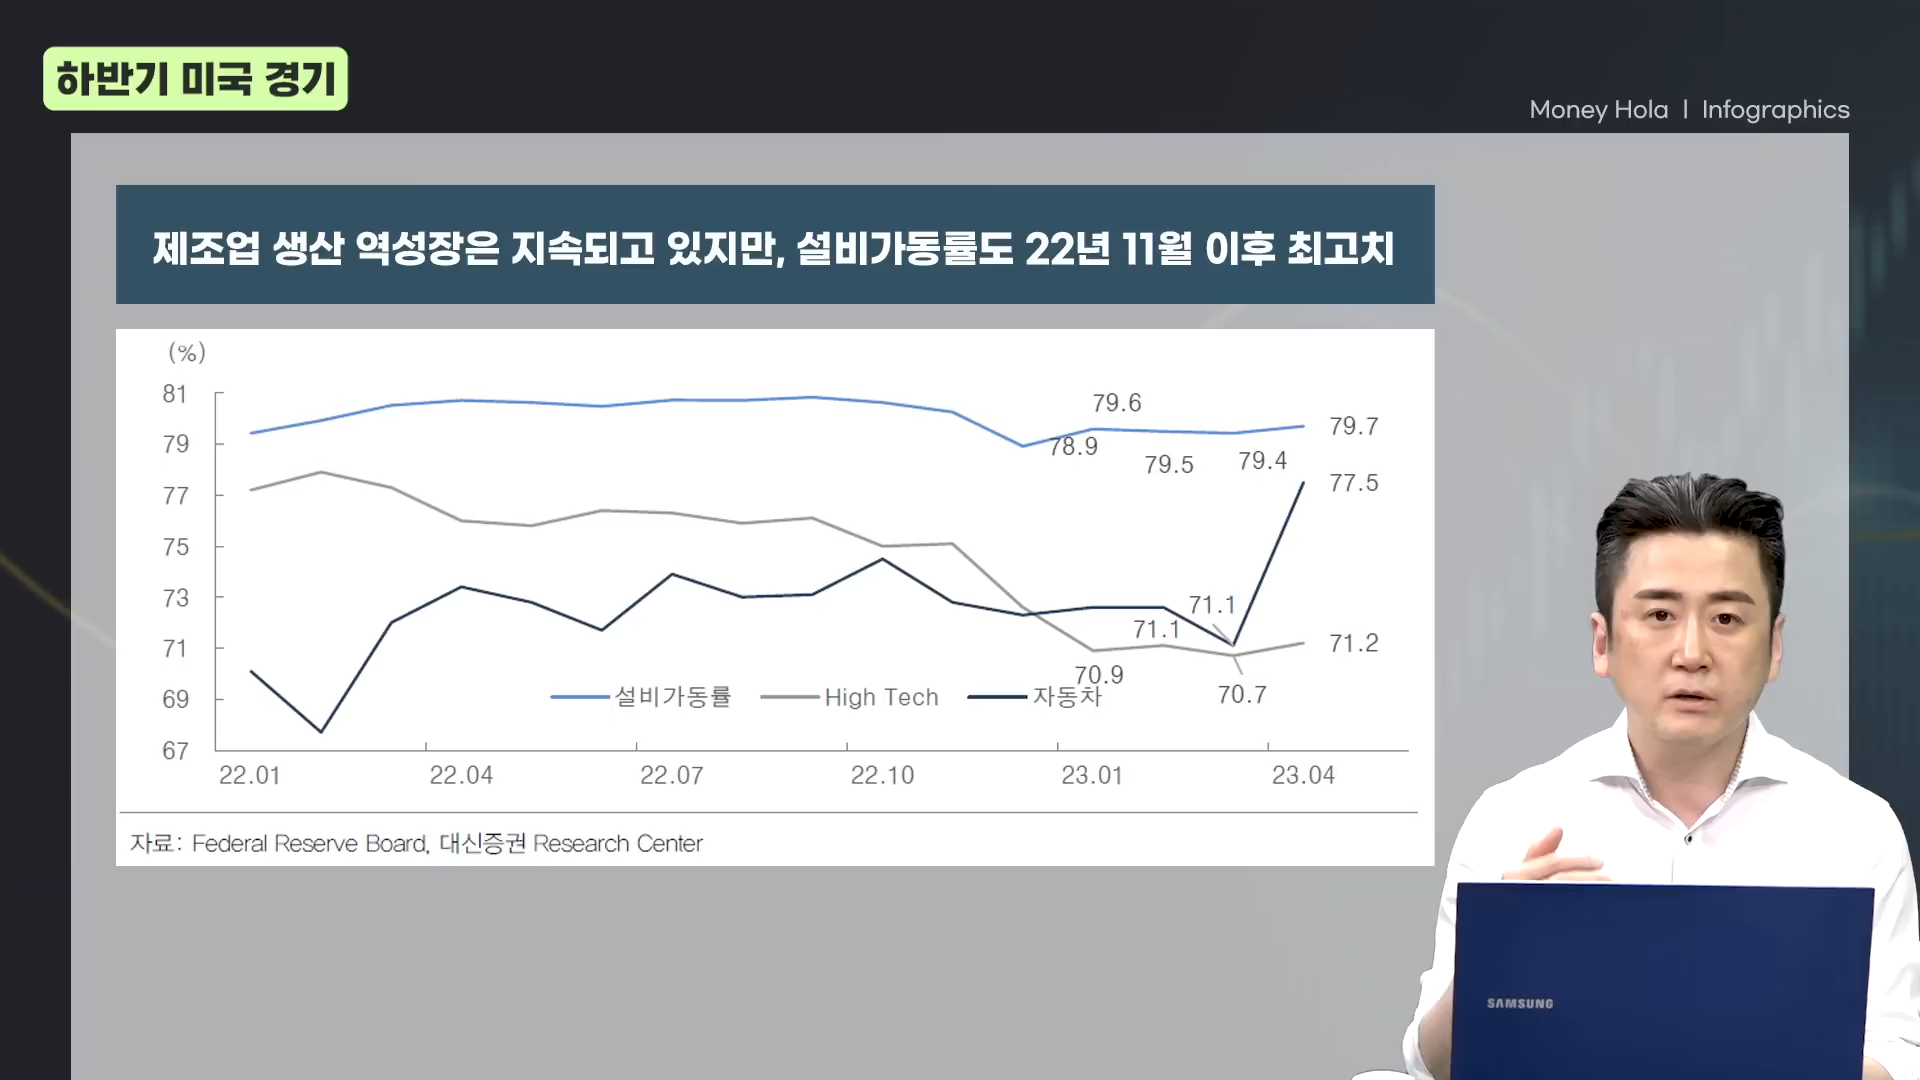 하반기 미국 경기
Money Hola | Infographics
제조업 생산 역성장은 지속되고 있지만, 설비가동률도 22년 11월 이후 최고치
(%)
81
79
77
75
73
71
69
67
79.6
78.9
79.5
79.4
79.7
77.5
71.1
71.1
70.9
70.7
71.2
설비가동률 High Tech 자동차
22.01 22.04 22.07 22.10 23.01 23.04
자료: Federal Reserve Board, 대신증권 Research Center
SAMSUNG